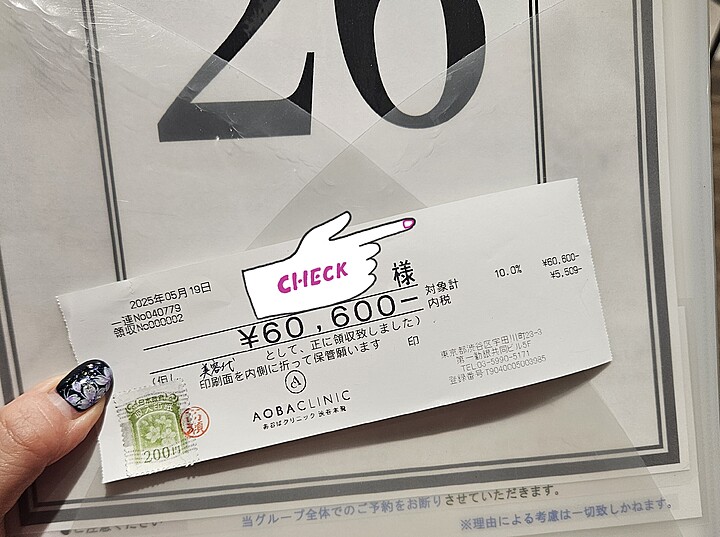 26
CHECK
2025年05月19日
一連No040779
領収No000002
様
¥60,600-
対象計 10.0% ¥60,600-
内税 ¥5,509-
(但し、美容代 として、正に領収致しました)
印刷面を内側に折って保管願います 印
A
AOBACLINIC
あおばクリニック 渋谷本院
東京都渋谷区宇田川町23-3
第一勧銀共同ビル5F
TEL03-5990-5171
登録番号T9040005003985
200円
当グループ全体でのご予約をお断りさせていただきます。
※理由による考慮は一切致しかねます。